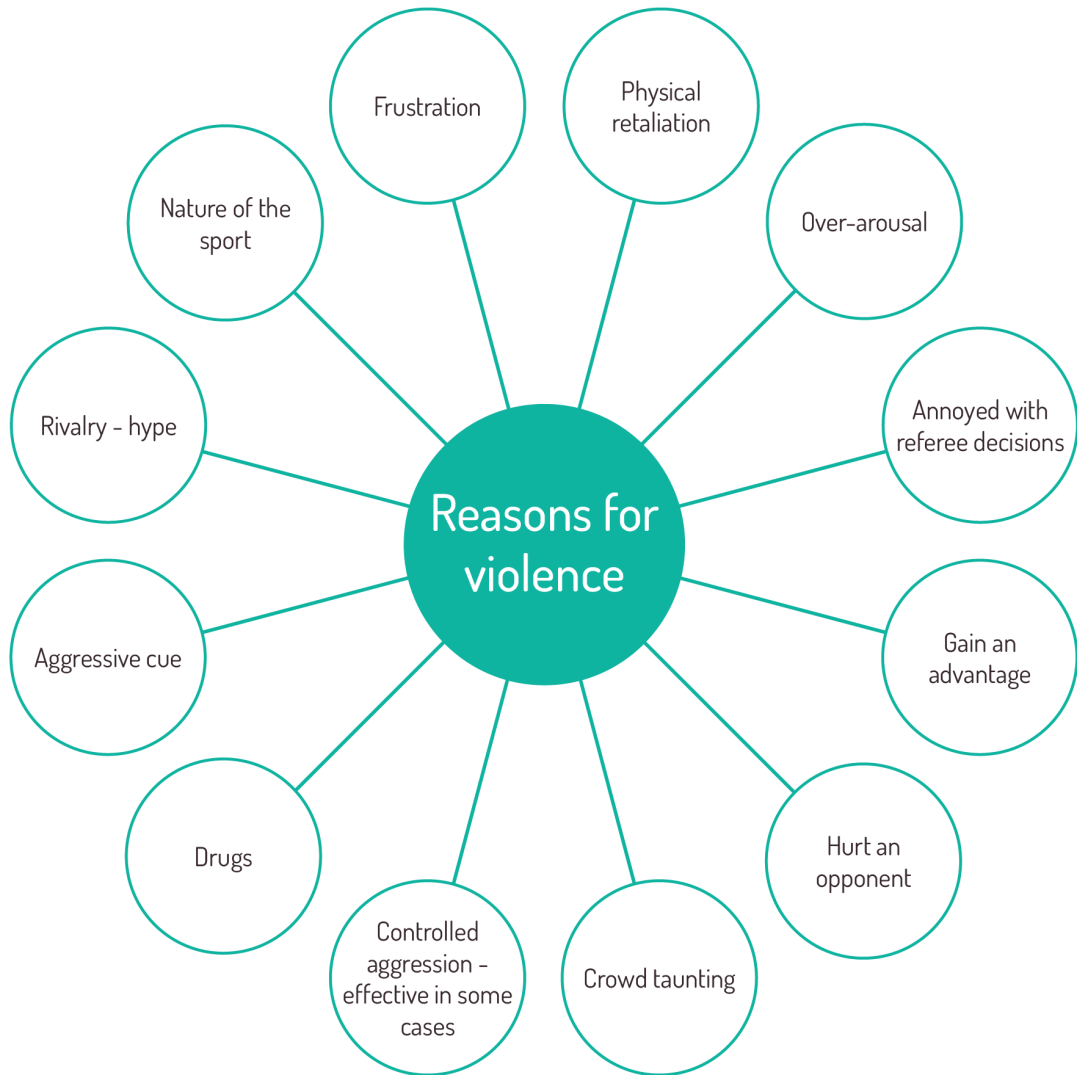 Reasons for
violence
Frustration
Physical
retaliation
Over-arousal
Annoyed with
referee decisions
Gain an
advantage
Hurt an
opponent
Crowd taunting
Controlled
aggression -
effective in some
cases
Drugs
Aggressive cue
Rivalry - hype
Nature of the
sport